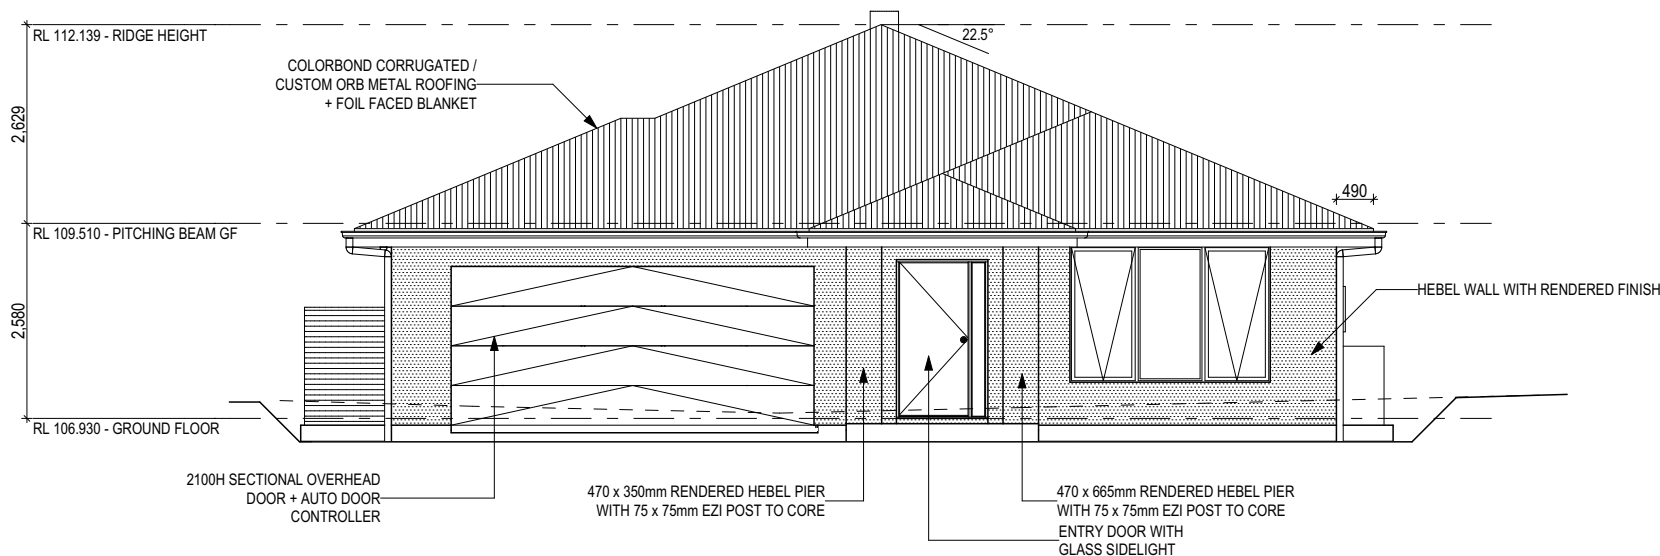 RL 112.139 - RIDGE HEIGHT
22.5°
COLORBOND CORRUGATED /
CUSTOM ORB METAL ROOFING
+ FOIL FACED BLANKET
2,629
490
RL 109.510 - PITCHING BEAM GF
HEBEL WALL WITH RENDERED FINISH
2,580
RL 106.930 - GROUND FLOOR
2100H SECTIONAL OVERHEAD
DOOR + AUTO DOOR
CONTROLLER
470 x 350mm RENDERED HEBEL PIER
WITH 75 x 75mm EZI POST TO CORE
470 x 665mm RENDERED HEBEL PIER
WITH 75 x 75mm EZI POST TO CORE
ENTRY DOOR WITH
GLASS SIDELIGHT